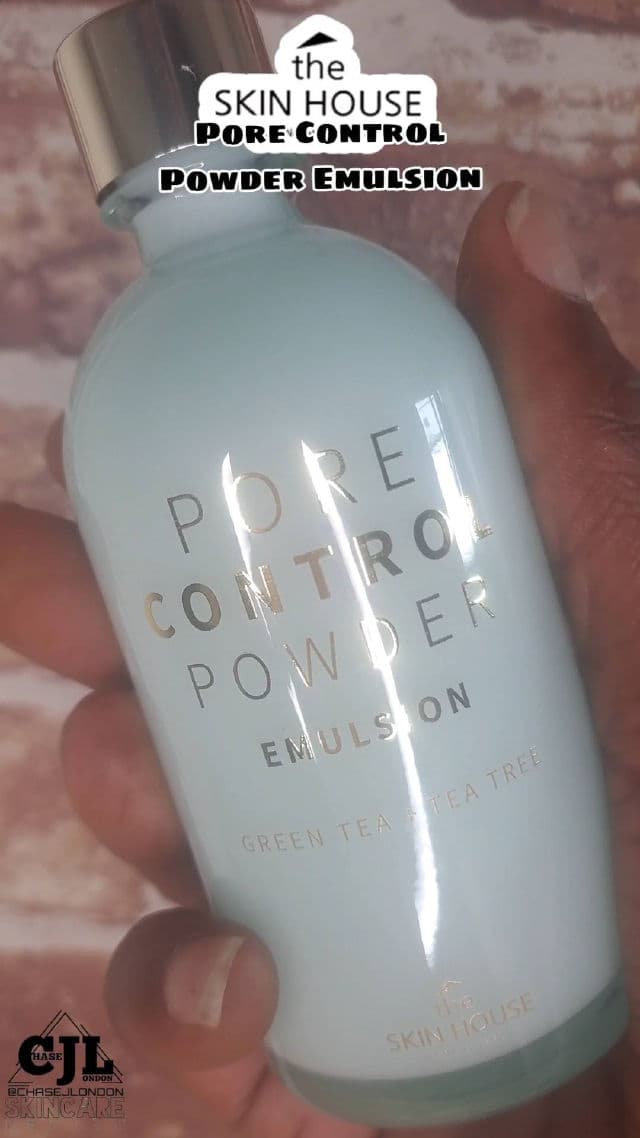 the
SKIN HOUSE
PORE CONTROL
POWDER EMULSION
PORE
CONTROL
POWDER
EMULSION
GREEN TEA + TEA TREE
the
SKIN HOUSE
CJL
CHASE
LONDON
@CHASEJLONDON
SKINCARE